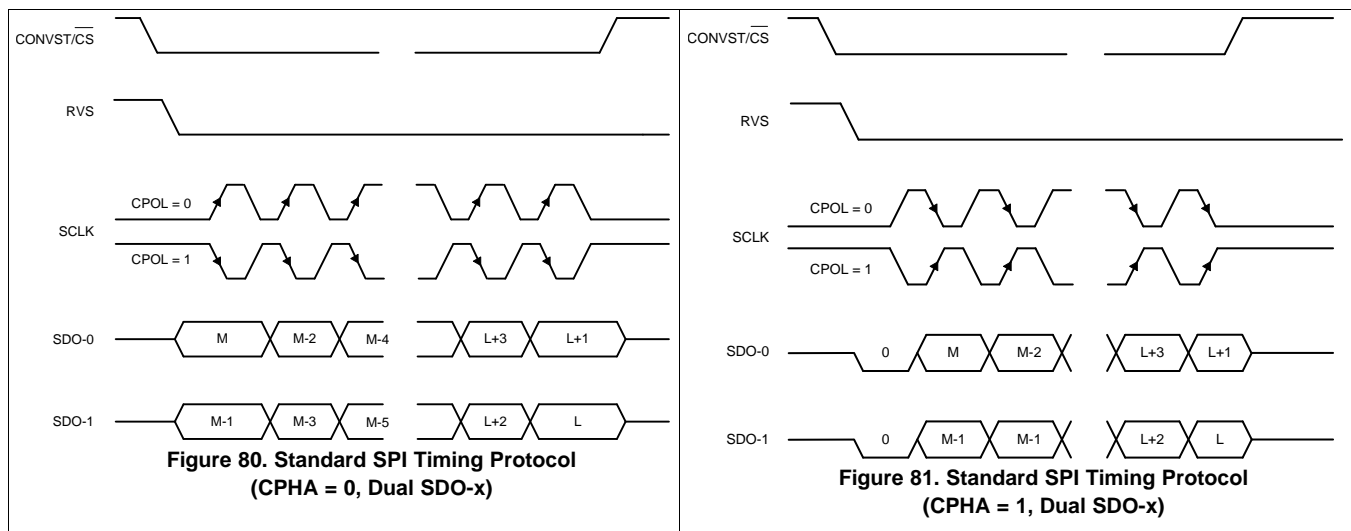 CONVST/CS
RVS
CPOL = 0
SCLK
CPOL = 1
SDO-0 M M-2 M-4 L+3 L+1
SDO-1 M-1 M-3 M-5 L+2 L
Figure 80. Standard SPI Timing Protocol
(CPHA = 0, Dual SDO-x)
CONVST/CS
RVS
CPOL = 0
SCLK
CPOL = 1
SDO-0 0 M M-2 L+3 L+1
SDO-1 0 M-1 M-1 L+2 L
Figure 81. Standard SPI Timing Protocol
(CPHA = 1, Dual SDO-x)